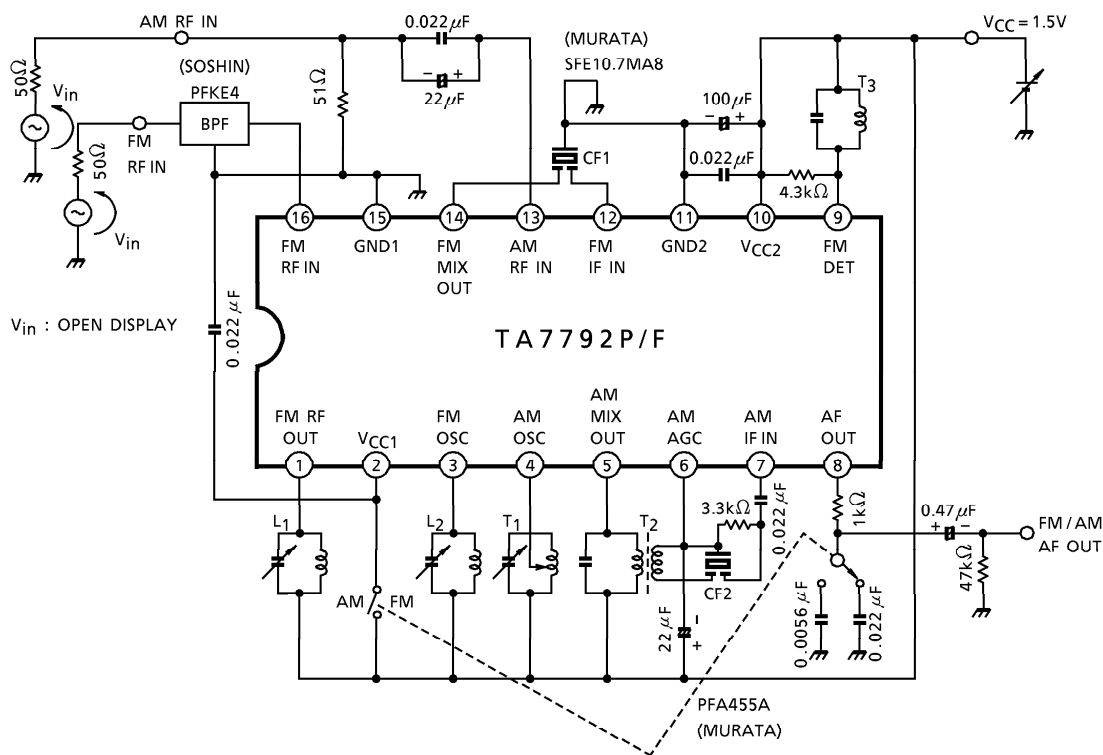 AM RF IN
0.022µF
(MURATA)
SFE10.7MA8
VCC=1.5V
50Ω
Vin
(SOSHIN)
PFKE4
BPF
51Ω
22µF
- +
100µF
- +
T3
FM
RF IN
50Ω
Vin
CF1
0.022µF
4.3kΩ
16 15 14 13 12 11 10 9
FM RF IN
GND1
FM MIX OUT
AM RF IN
FM IF IN
GND2
VCC2
FM DET
Vin : OPEN DISPLAY
0.022µF
TA7792P/F
FM RF OUT
VCC1
FM OSC
AM OSC
AM MIX OUT
AM AGC
AM IF IN
AF OUT
1 2 3 4 5 6 7 8
L1
L2
T1
T2
3.3kΩ
0.022µF
1kΩ
0.47µF
+ -
FM/AM
AF OUT
47kΩ
CF2
AM FM
22µF
- +
0.0056µF
0.022µF
PFA455A
(MURATA)